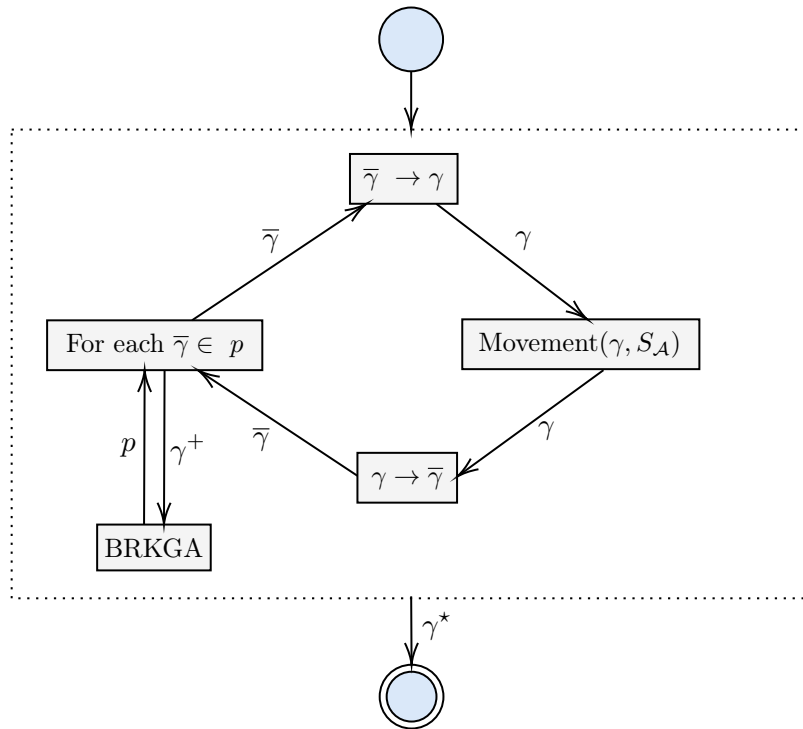 γ̅ → γ
γ̅
γ
For each γ̅ ∈ p
Movement(γ, S_𝒜)
p
γ⁺
γ̅
γ
γ → γ̅
BRKGA
γ⋆